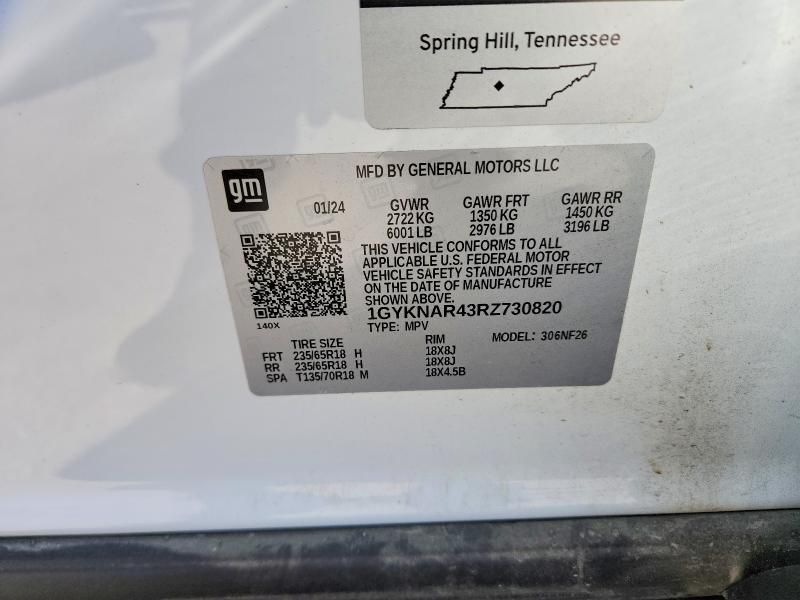 Spring Hill, Tennessee
gm
MFD BY GENERAL MOTORS LLC
01/24 GVWR GAWR FRT GAWR RR
2722 KG 1350 KG 1450 KG
6001 LB 2976 LB 3196 LB
THIS VEHICLE CONFORMS TO ALL
APPLICABLE U.S. FEDERAL MOTOR
VEHICLE SAFETY STANDARDS IN EFFECT
ON THE DATE OF MANUFACTURE
SHOWN ABOVE.
1GYKNAR43RZ730820
140X
TYPE: MPV MODEL: 306NF26
TIRE SIZE RIM
FRT 235/65R18 H 18X8J
RR 235/65R18 H 18X8J
SPA T135/70R18 M 18X4.5B